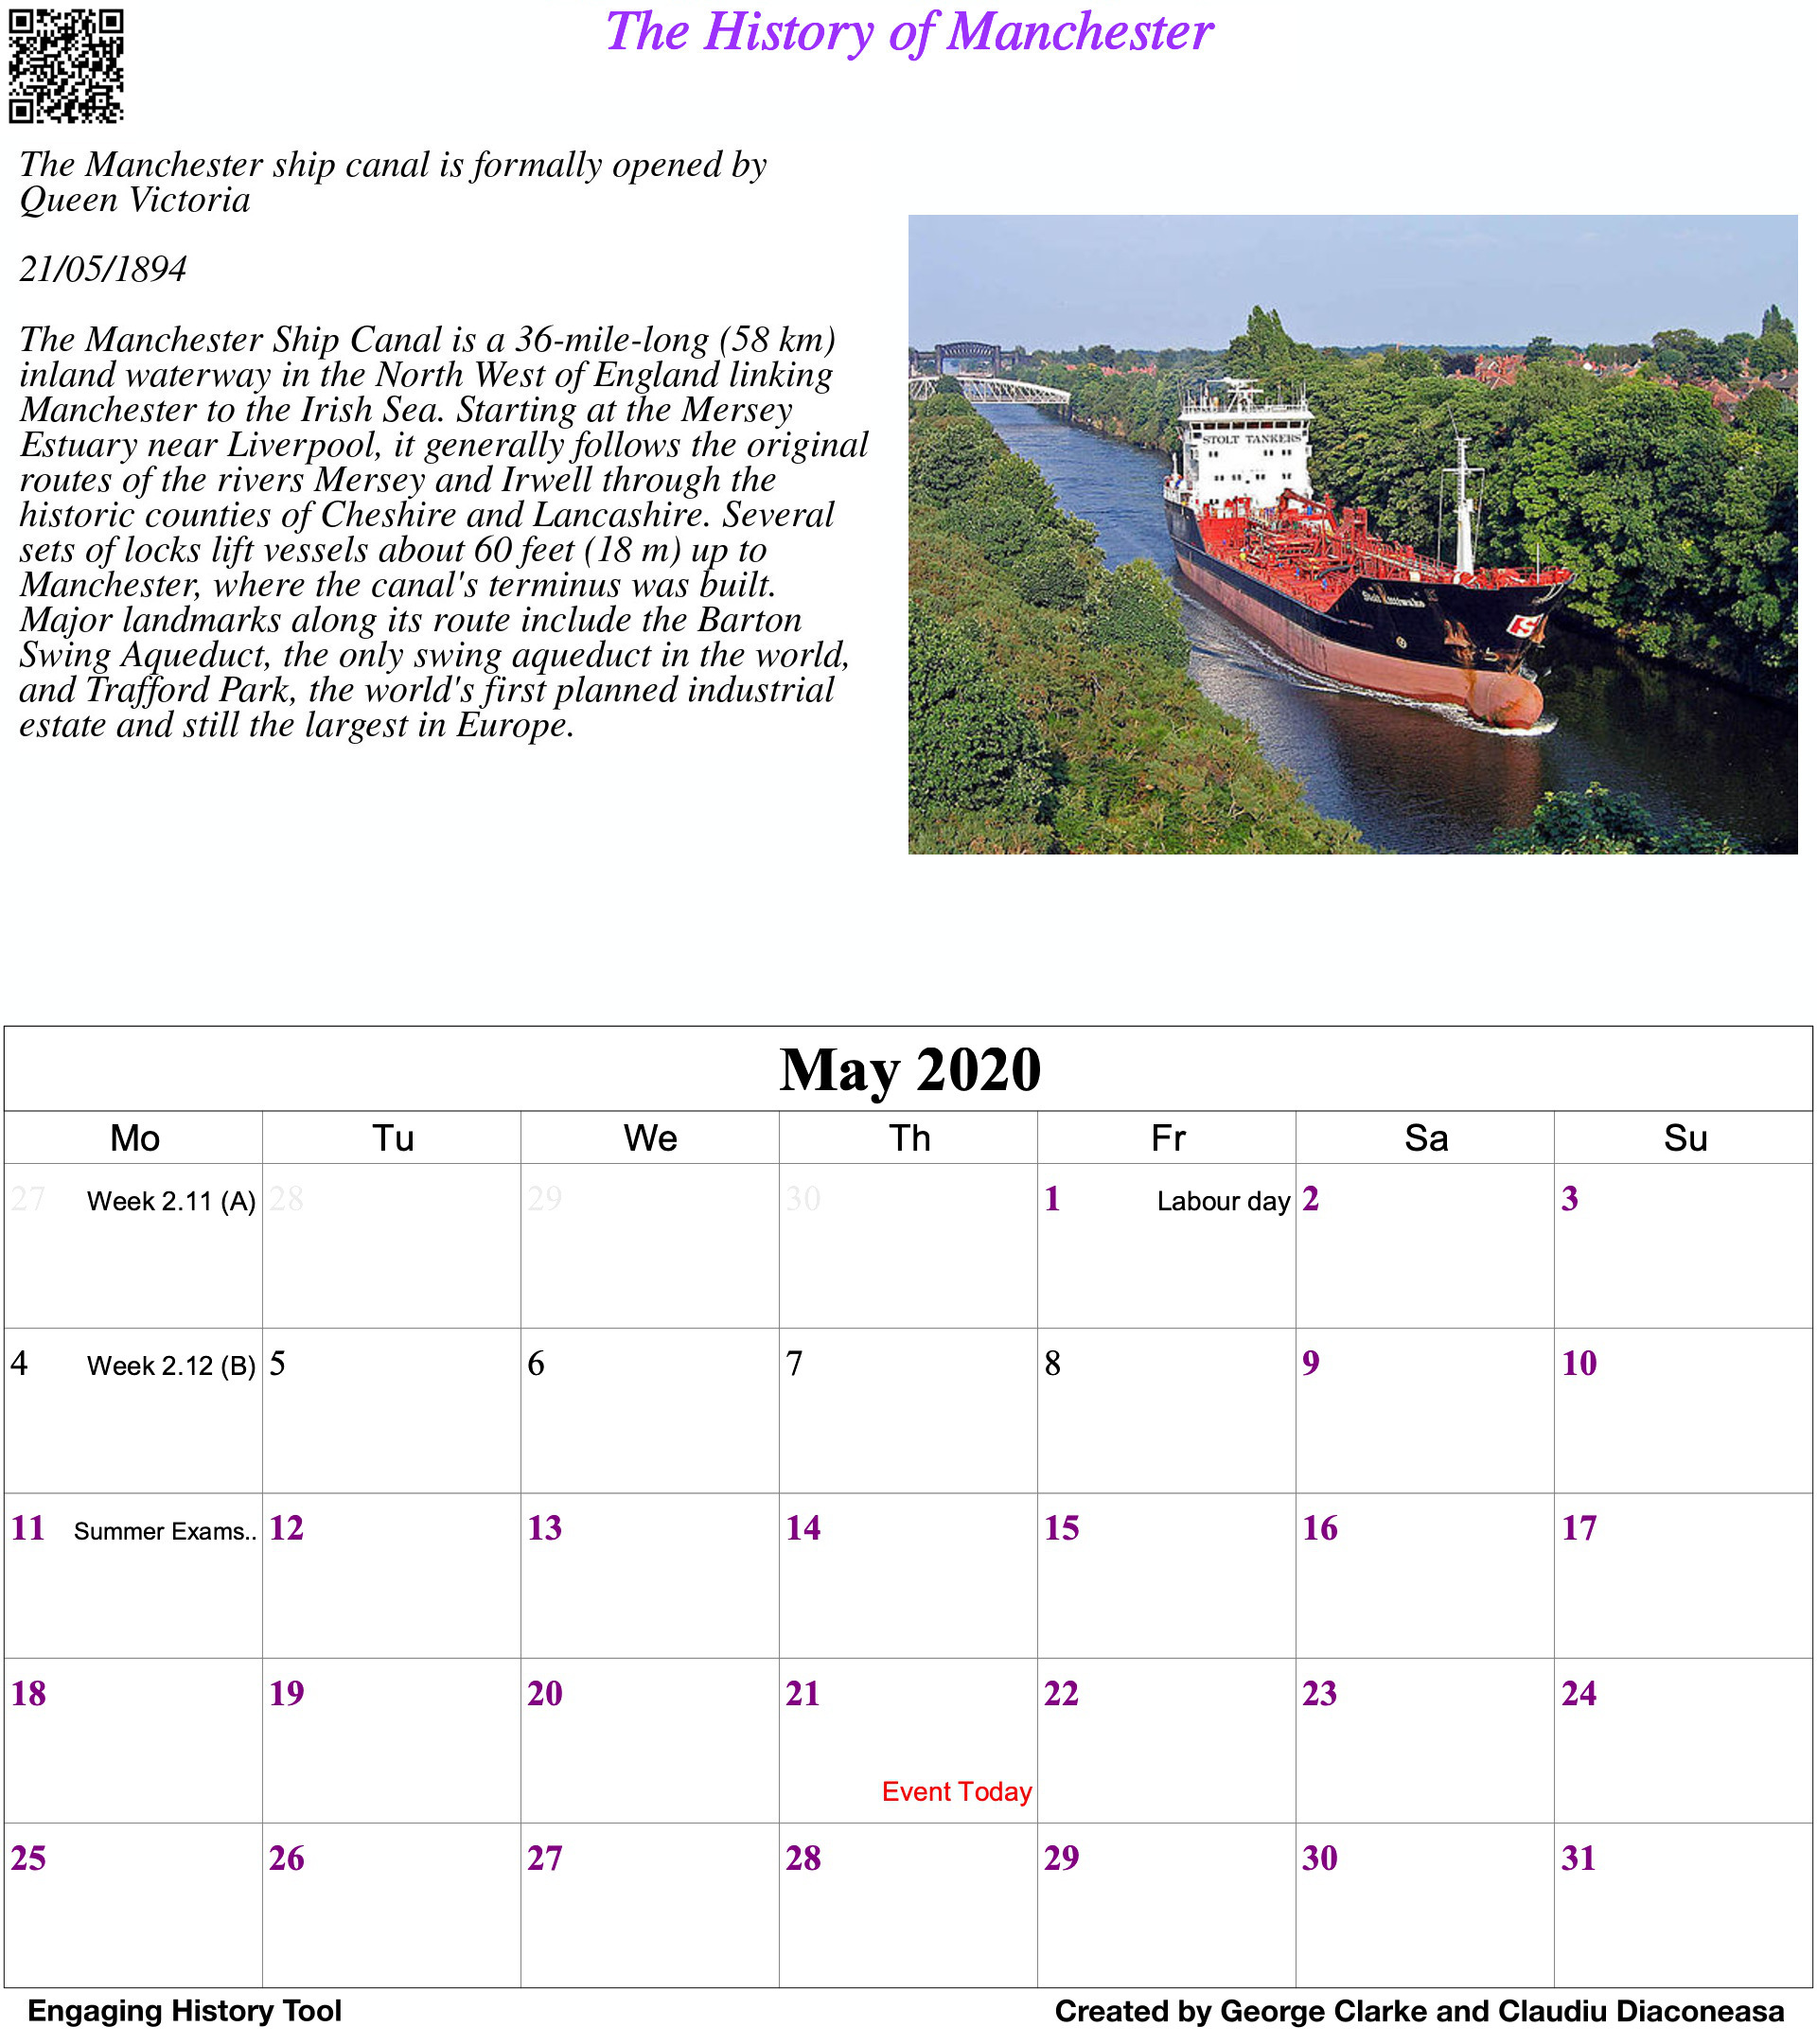 The History of Manchester
The Manchester ship canal is formally opened by
Queen Victoria
21/05/1894
The Manchester Ship Canal is a 36-mile-long (58 km)
inland waterway in the North West of England linking
Manchester to the Irish Sea. Starting at the Mersey
Estuary near Liverpool, it generally follows the original
routes of the rivers Mersey and Irwell through the
historic counties of Cheshire and Lancashire. Several
sets of locks lift vessels about 60 feet (18 m) up to
Manchester, where the canal's terminus was built.
Major landmarks along its route include the Barton
Swing Aqueduct, the only swing aqueduct in the world,
and Trafford Park, the world's first planned industrial
estate and still the largest in Europe.
STOLT TANKERS
Stolt Kittiwake
S
May 2020
Mo Tu We Th Fr Sa Su
27 Week 2.11 (A) 28 29 30 1 Labour day 2 3
4 Week 2.12 (B) 5 6 7 8 9 10
11 Summer Exams.. 12 13 14 15 16 17
18 19 20 21 22 23 24
Event Today
25 26 27 28 29 30 31
Engaging History Tool Created by George Clarke and Claudiu Diaconeasa